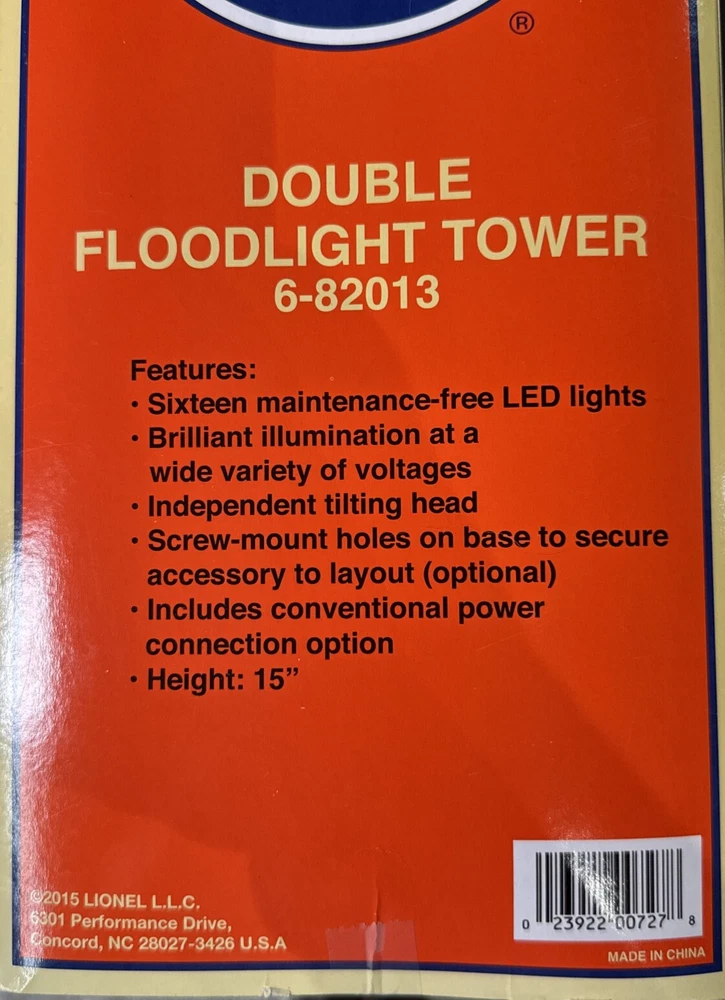 ®
DOUBLE
FLOODLIGHT TOWER
6-82013
Features:
• Sixteen maintenance-free LED lights
• Brilliant illumination at a
wide variety of voltages
• Independent tilting head
• Screw-mount holes on base to secure
accessory to layout (optional)
• Includes conventional power
connection option
• Height: 15”
©2015 LIONEL L.L.C.
6301 Performance Drive,
Concord, NC 28027-3426 U.S.A
0 23922 00727 8
MADE IN CHINA